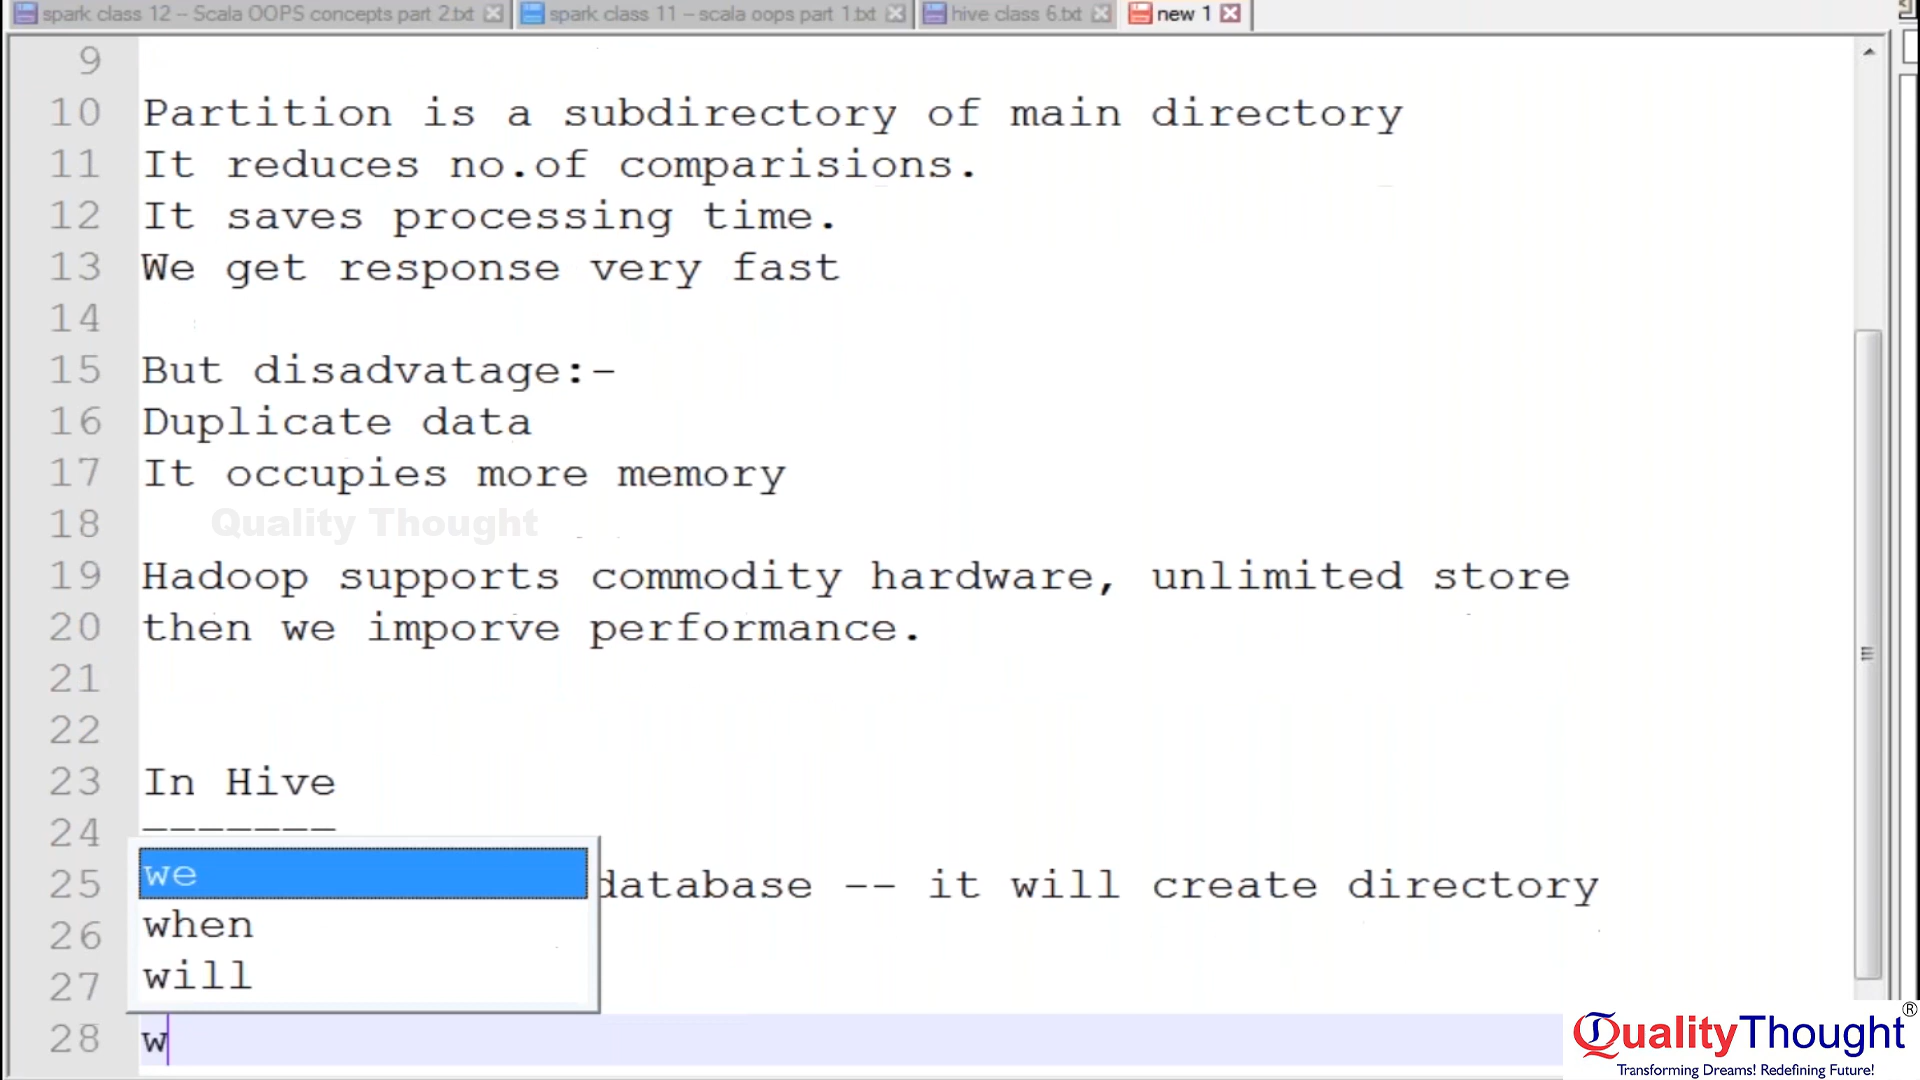 spark class 12 – Scala OOPS concepts part 2.txt spark class 11 – scala oops part 1.txt hive class 6.txt new 1
9
10 Partition is a subdirectory of main directory
11 It reduces no.of comparisions.
12 It saves processing time.
13 We get response very fast
14
15 But disadvatage:-
16 Duplicate data
17 It occupies more memory
18
Quality Thought
19 Hadoop supports commodity hardware, unlimited store
20 then we imporve performance.
21
22
23 In Hive
24 -------
25 database -- it will create directory
26
27
we
when
will
28 w
QualityThought®
Transforming Dreams! Redefining Future!